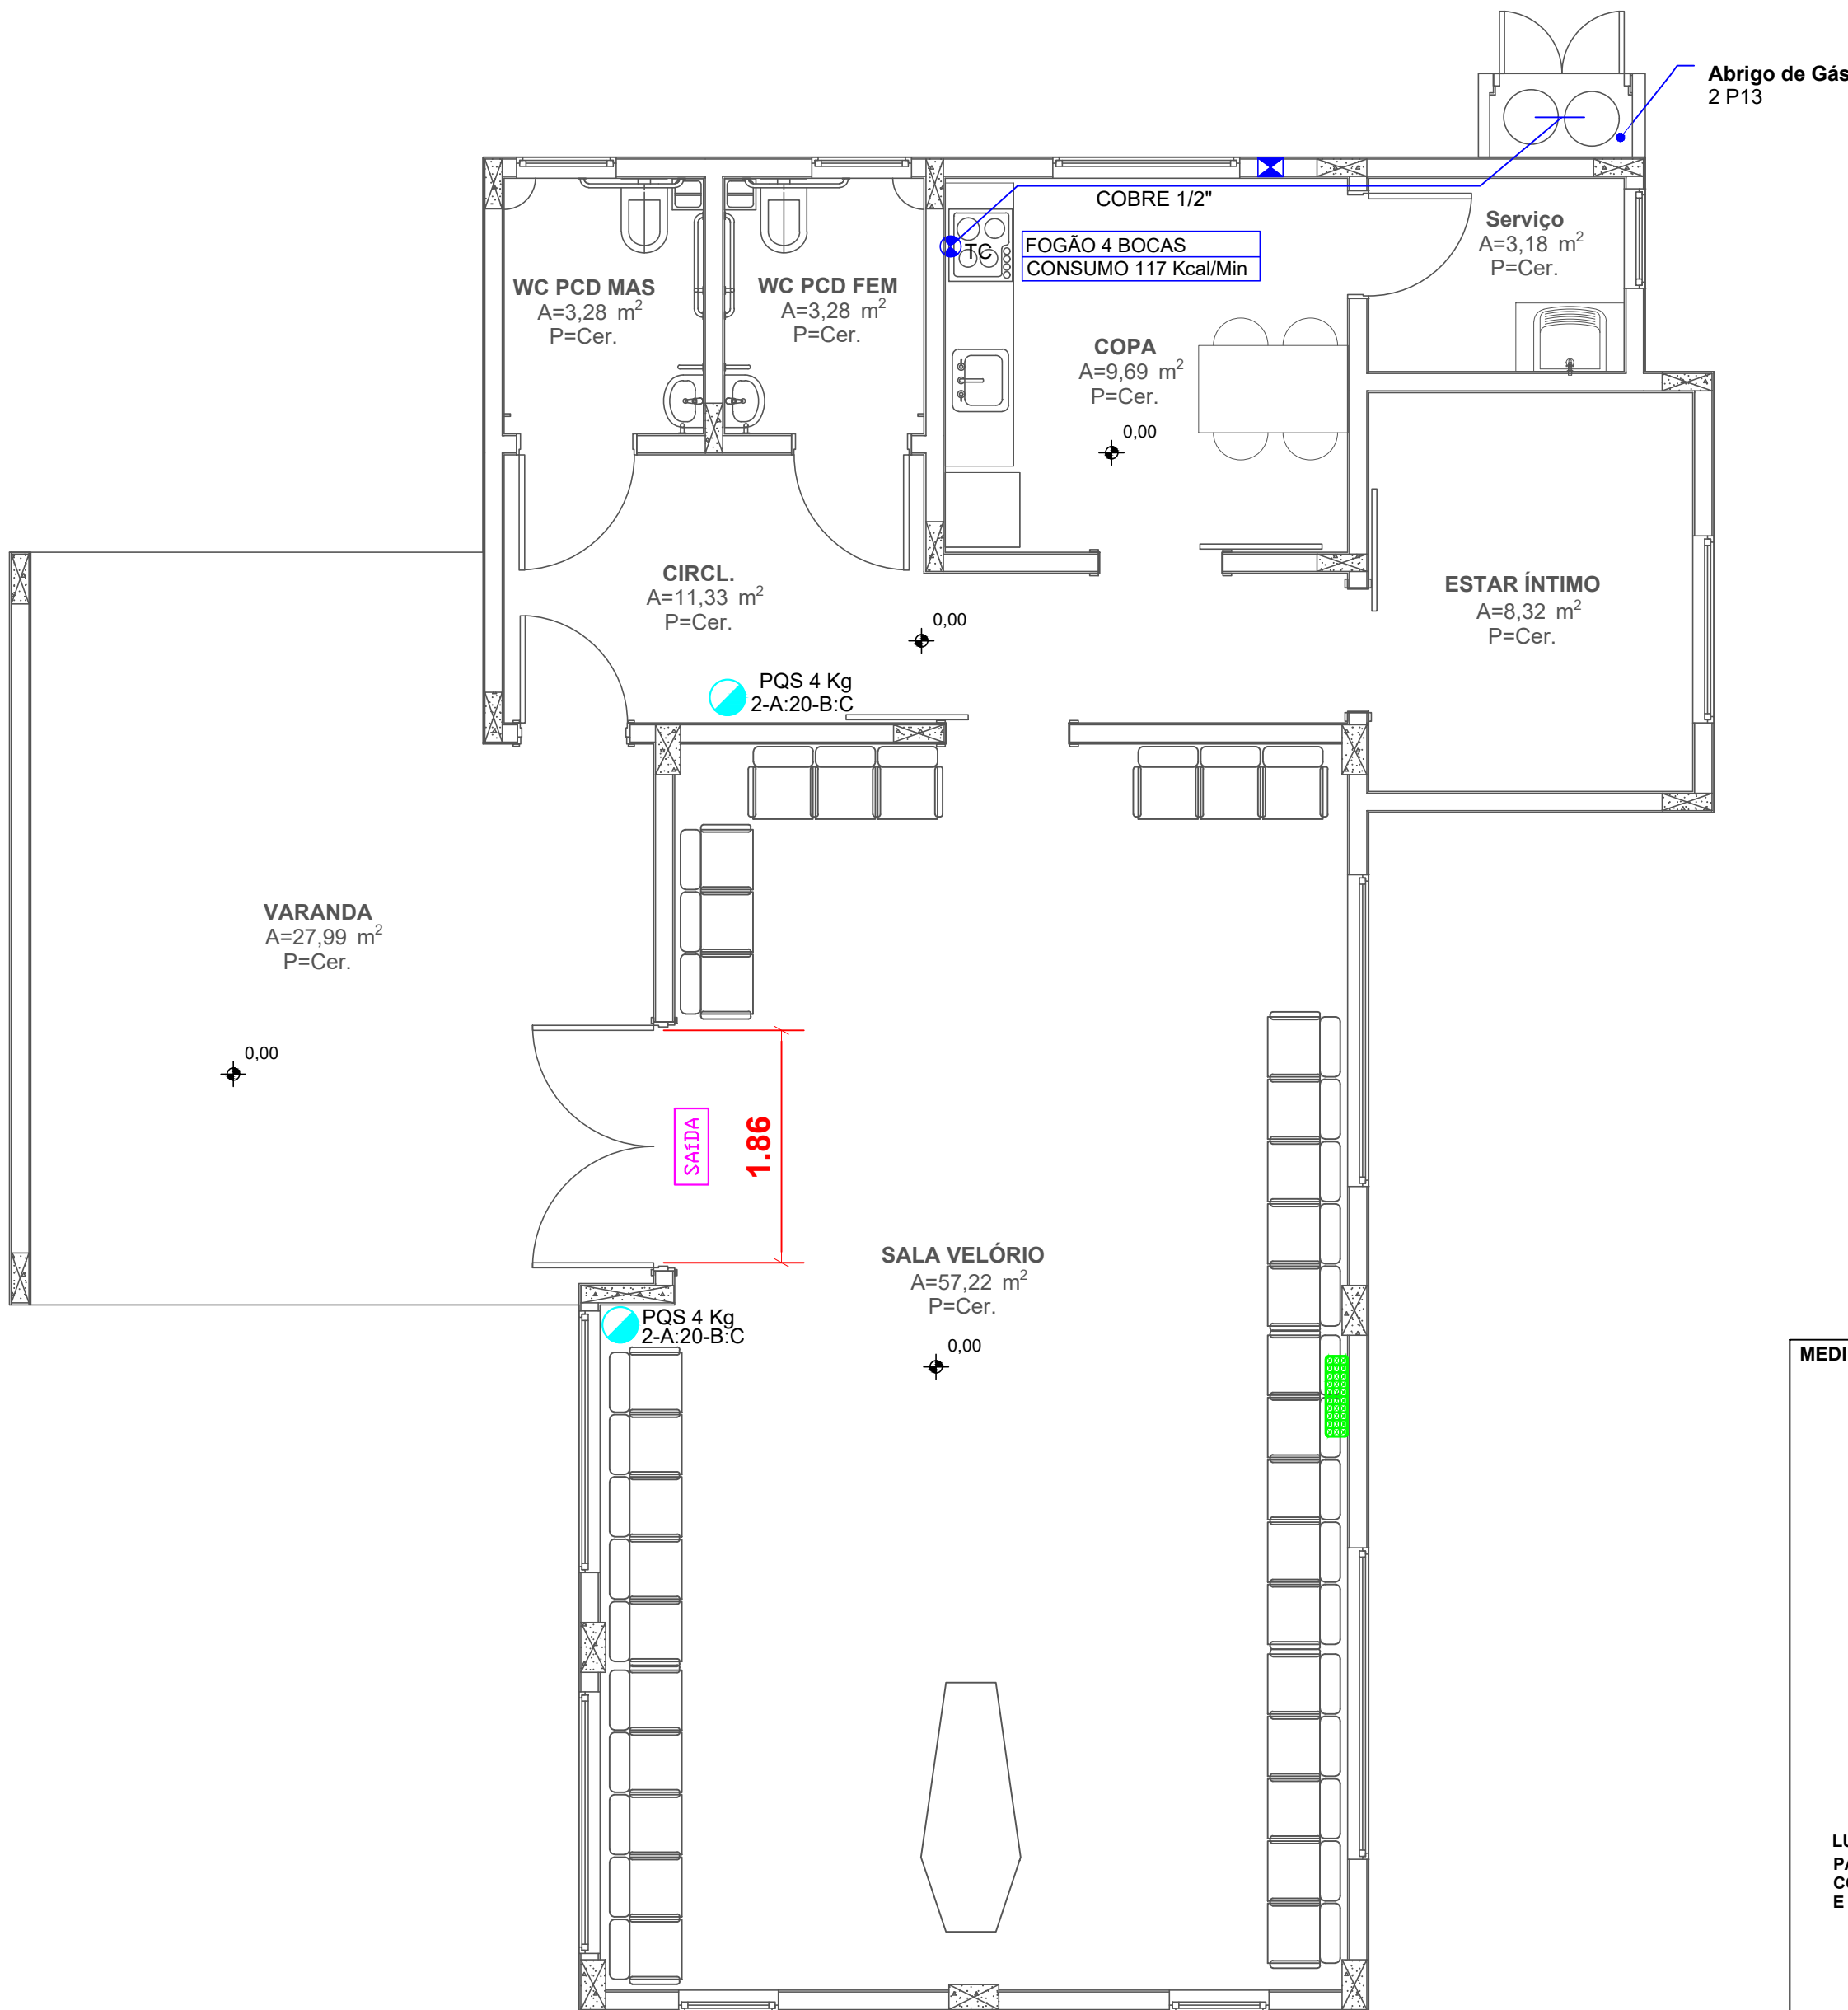 Abrigo de Gás
2 P13
COBRE 1/2"
TC
FOGÃO 4 BOCAS
CONSUMO 117 Kcal/Min
Serviço
A=3,18 m²
P=Cer.
WC PCD MAS
A=3,28 m²
P=Cer.
WC PCD FEM
A=3,28 m²
P=Cer.
COPA
A=9,69 m²
P=Cer.
0,00
CIRCL.
A=11,33 m²
P=Cer.
0,00
ESTAR ÍNTIMO
A=8,32 m²
P=Cer.
PQS 4 Kg
2-A:20-B:C
VARANDA
A=27,99 m²
P=Cer.
0,00
SAÍDA
1.86
SALA VELÓRIO
A=57,22 m²
P=Cer.
0,00
PQS 4 Kg
2-A:20-B:C
MEDI
LU
PA
CO
E